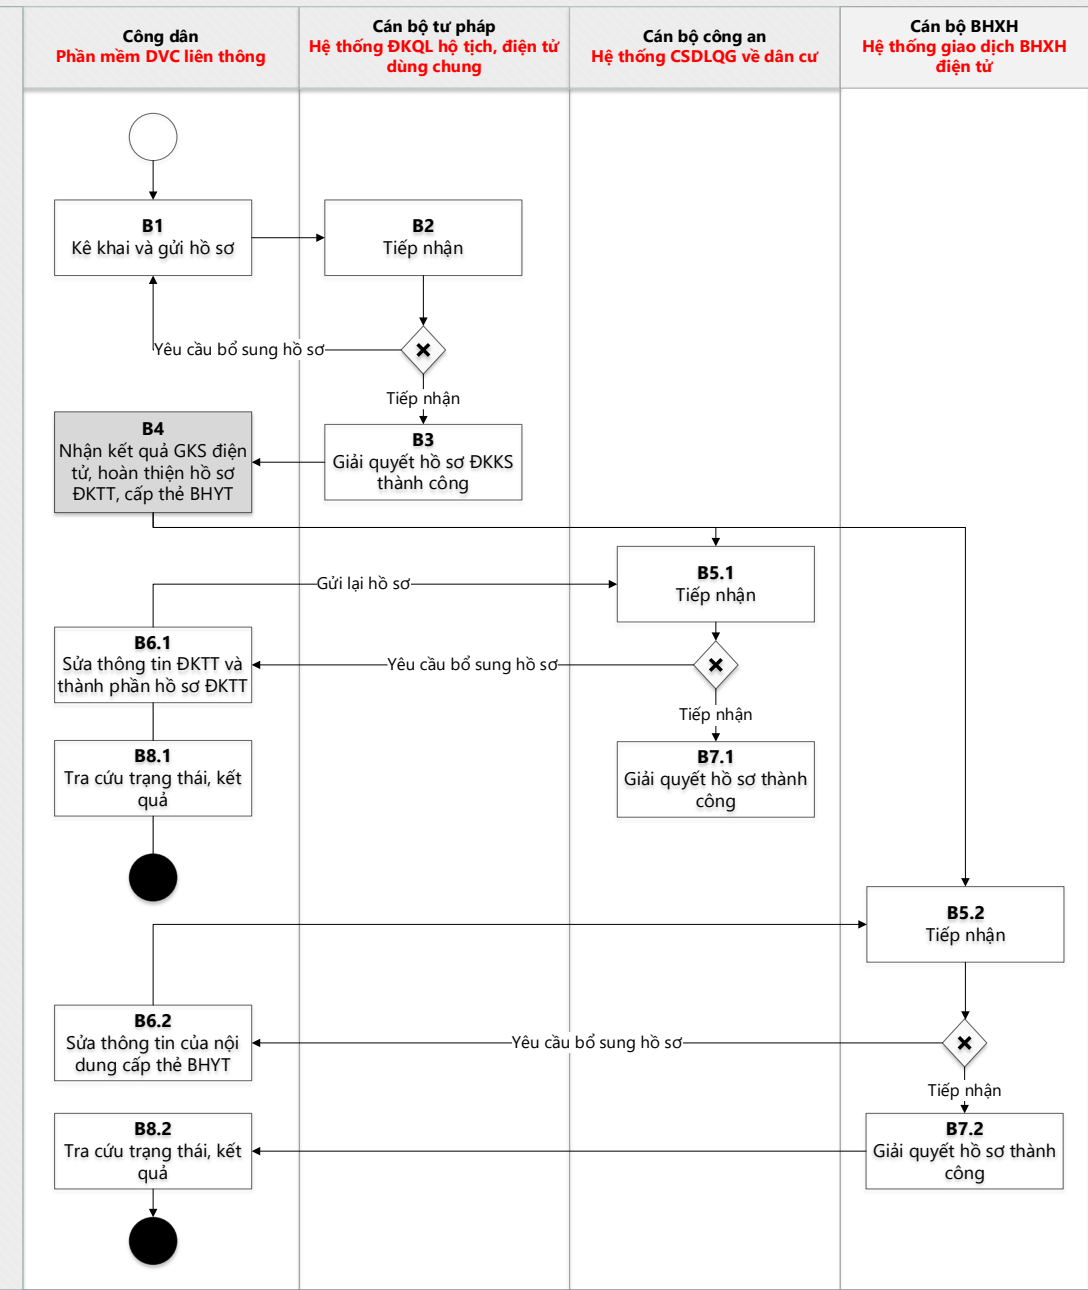 Công dân
Phần mềm DVC liên thông
Cán bộ tư pháp
Hệ thống ĐKQL hộ tịch, điện tử
dùng chung
Cán bộ công an
Hệ thống CSDLQG về dân cư
Cán bộ BHXH
Hệ thống giao dịch BHXH
điện tử
B1
Kê khai và gửi hồ sơ
B2
Tiếp nhận
Yêu cầu bổ sung hồ sơ
Tiếp nhận
B4
Nhận kết quả GKS điện
tử, hoàn thiện hồ sơ
ĐKTT, cấp thẻ BHYT
B3
Giải quyết hồ sơ ĐKKS
thành công
B5.1
Tiếp nhận
Gửi lại hồ sơ
B6.1
Sửa thông tin ĐKTT và
thành phần hồ sơ ĐKTT
Yêu cầu bổ sung hồ sơ
Tiếp nhận
B8.1
Tra cứu trạng thái, kết
quả
B7.1
Giải quyết hồ sơ thành
công
B5.2
Tiếp nhận
B6.2
Sửa thông tin của nội
dung cấp thẻ BHYT
Yêu cầu bổ sung hồ sơ
Tiếp nhận
B8.2
Tra cứu trạng thái, kết
quả
B7.2
Giải quyết hồ sơ thành
công